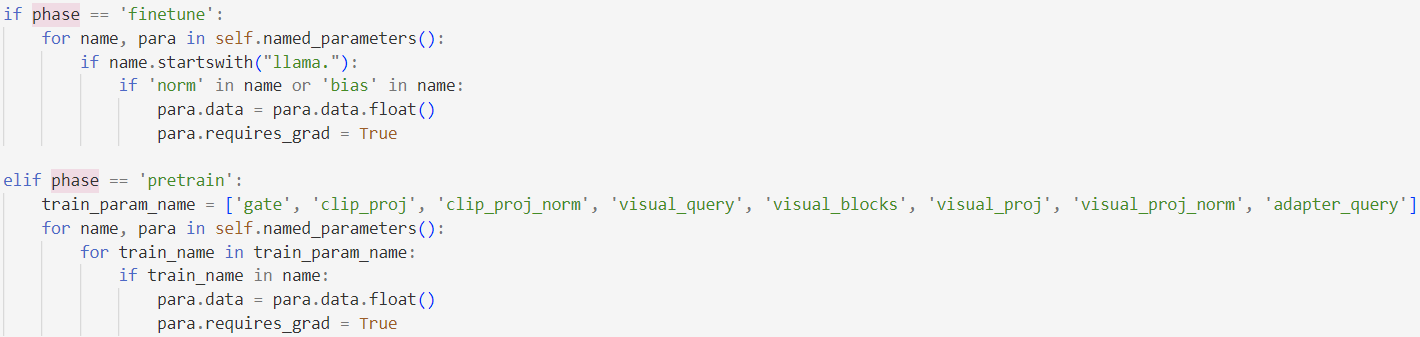 if phase == 'finetune':
    for name, para in self.named_parameters():
        if name.startswith("llama."):
            if 'norm' in name or 'bias' in name:
                para.data = para.data.float()
                para.requires_grad = True

elif phase == 'pretrain':
    train_param_name = ['gate', 'clip_proj', 'clip_proj_norm', 'visual_query', 'visual_blocks', 'visual_proj', 'visual_proj_norm', 'adapter_query']
    for name, para in self.named_parameters():
        for train_name in train_param_name:
            if train_name in name:
                para.data = para.data.float()
                para.requires_grad = True